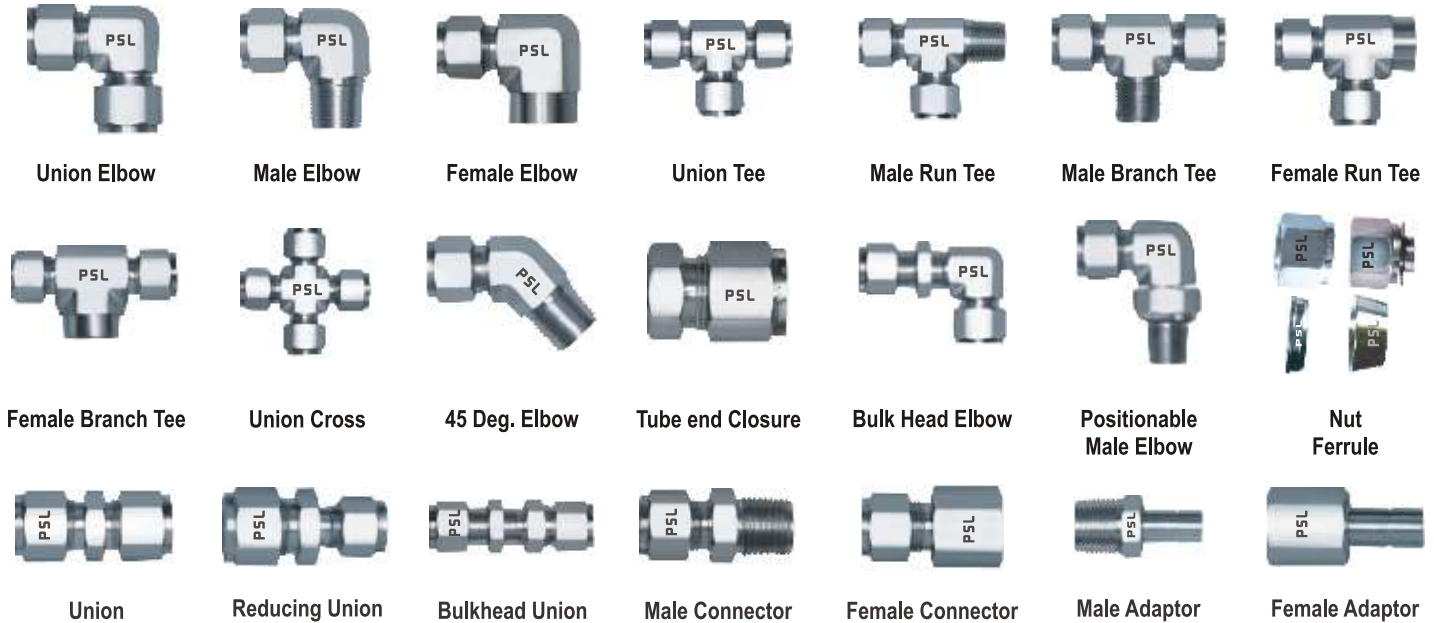 PSL PSL PSL PSL PSL PSL PSL
Union Elbow Male Elbow Female Elbow Union Tee Male Run Tee Male Branch Tee Female Run Tee
PSL PSL PSL PSL PSL PSL PSL PSL
PSL PSL
Female Branch Tee Union Cross 45 Deg. Elbow Tube end Closure Bulk Head Elbow Positionable Nut
Male Elbow Ferrule
PSL PSL PSL PSL PSL PSL PSL
Union Reducing Union Bulkhead Union Male Connector Female Connector Male Adaptor Female Adaptor